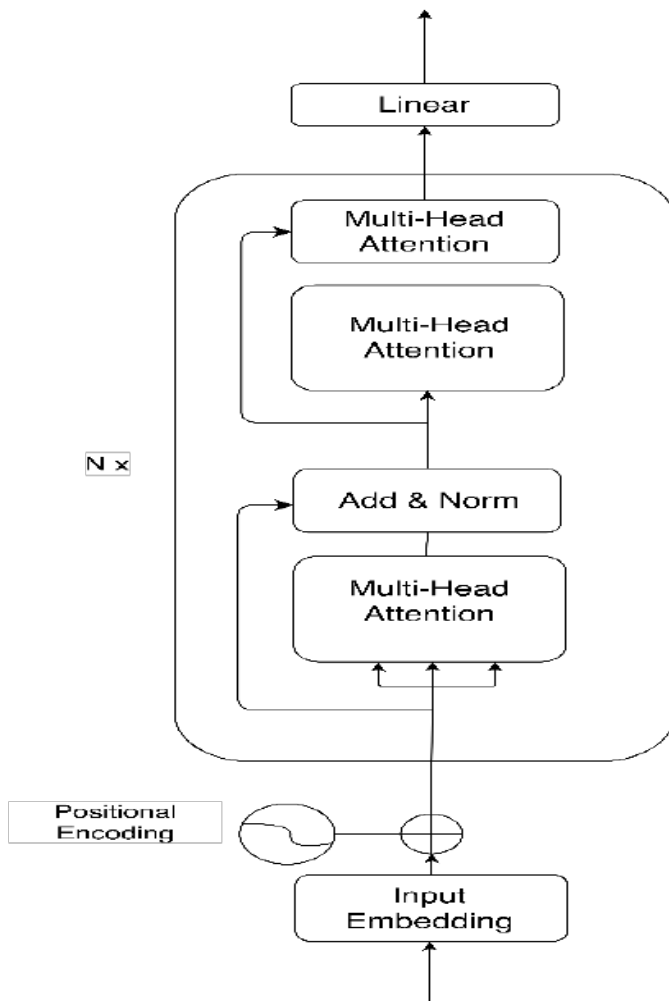 Linear
Multi-Head
Attention
Multi-Head
Attention
N x
Add & Norm
Multi-Head
Attention
Positional
Encoding
Input
Embedding